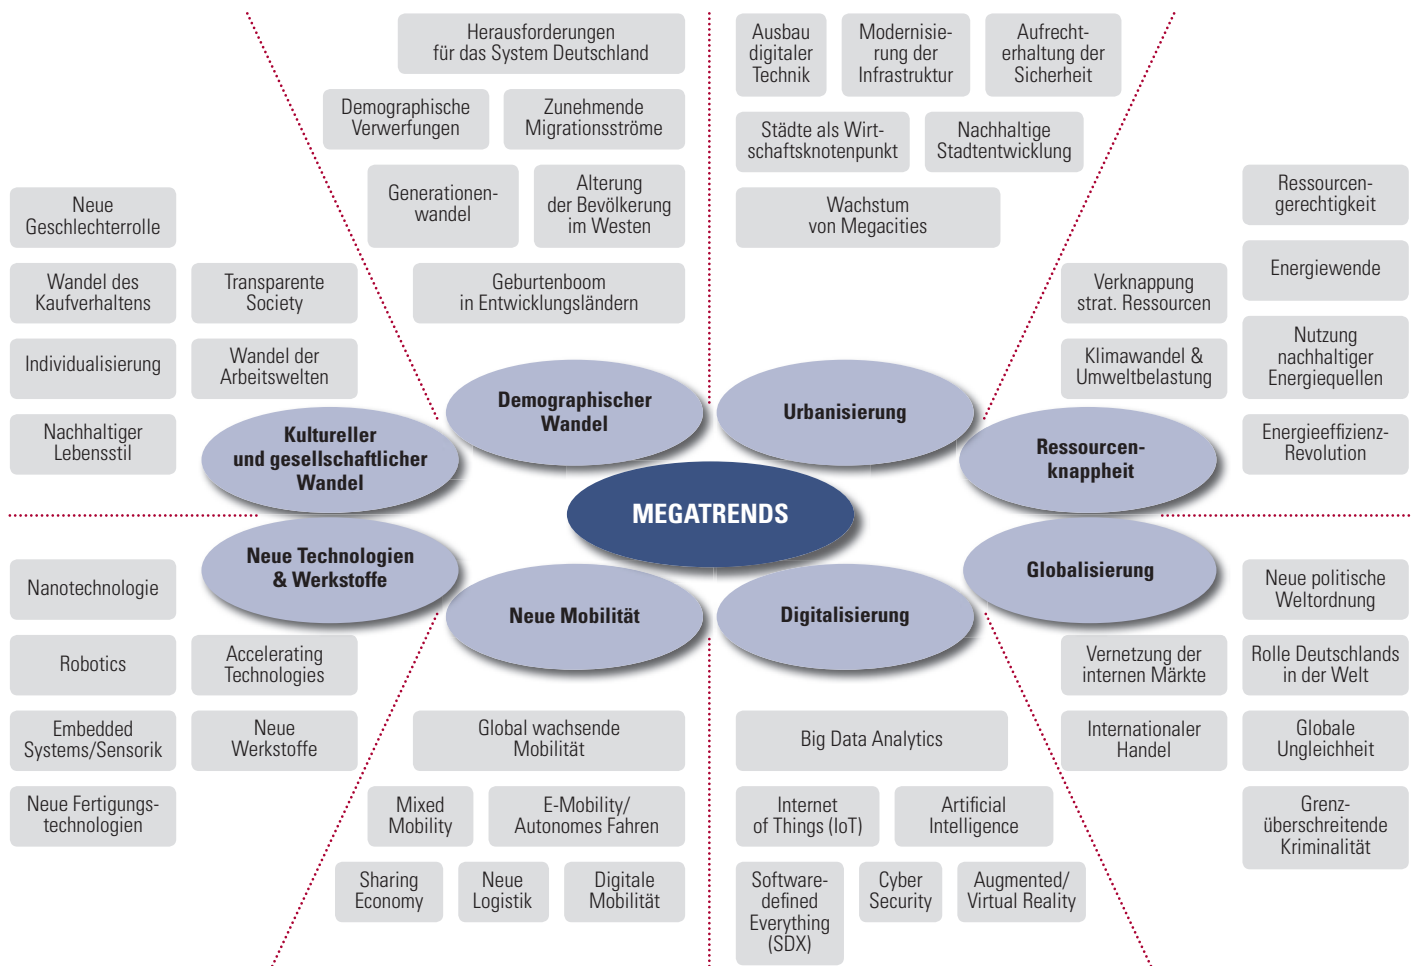 Herausforderungen
für das System Deutschland
Demographische
Verwerfungen
Zunehmende
Migrationsströme
Generationen-
wandel
Alterung
der Bevölkerung
im Westen
Geburtenboom
in Entwicklungsländern
Ausbau
digitaler
Technik
Modernisie-
rung der
Infrastruktur
Aufrecht-
erhaltung der
Sicherheit
Städte als Wirt-
schaftsknotenpunkt
Nachhaltige
Stadtentwicklung
Wachstum
von Megacities
Neue
Geschlechterrolle
Wandel des
Kaufverhaltens
Transparente
Society
Individualisierung
Wandel der
Arbeitswelten
Nachhaltiger
Lebensstil
Ressourcen-
gerechtigkeit
Verknappung
strat. Ressourcen
Energiewende
Klimawandel &
Umweltbelastung
Nutzung
nachhaltiger
Energiequellen
Energieeffizienz-
Revolution
Kultureller
und gesellschaftlicher
Wandel
Demographischer
Wandel
Urbanisierung
Ressourcen-
knappheit
MEGATRENDS
Neue Technologien
& Werkstoffe
Neue Mobilität
Digitalisierung
Globalisierung
Nanotechnologie
Robotics
Accelerating
Technologies
Embedded
Systems/Sensorik
Neue
Werkstoffe
Neue Fertigungs-
technologien
Global wachsende
Mobilität
Mixed
Mobility
E-Mobility/
Autonomes Fahren
Sharing
Economy
Neue
Logistik
Digitale
Mobilität
Big Data Analytics
Internet
of Things (IoT)
Artificial
Intelligence
Software-
defined
Everything
(SDX)
Cyber
Security
Augmented/
Virtual Reality
Neue politische
Weltordnung
Vernetzung der
internen Märkte
Rolle Deutschlands
in der Welt
Internationaler
Handel
Globale
Ungleichheit
Grenz-
überschreitende
Kriminalität